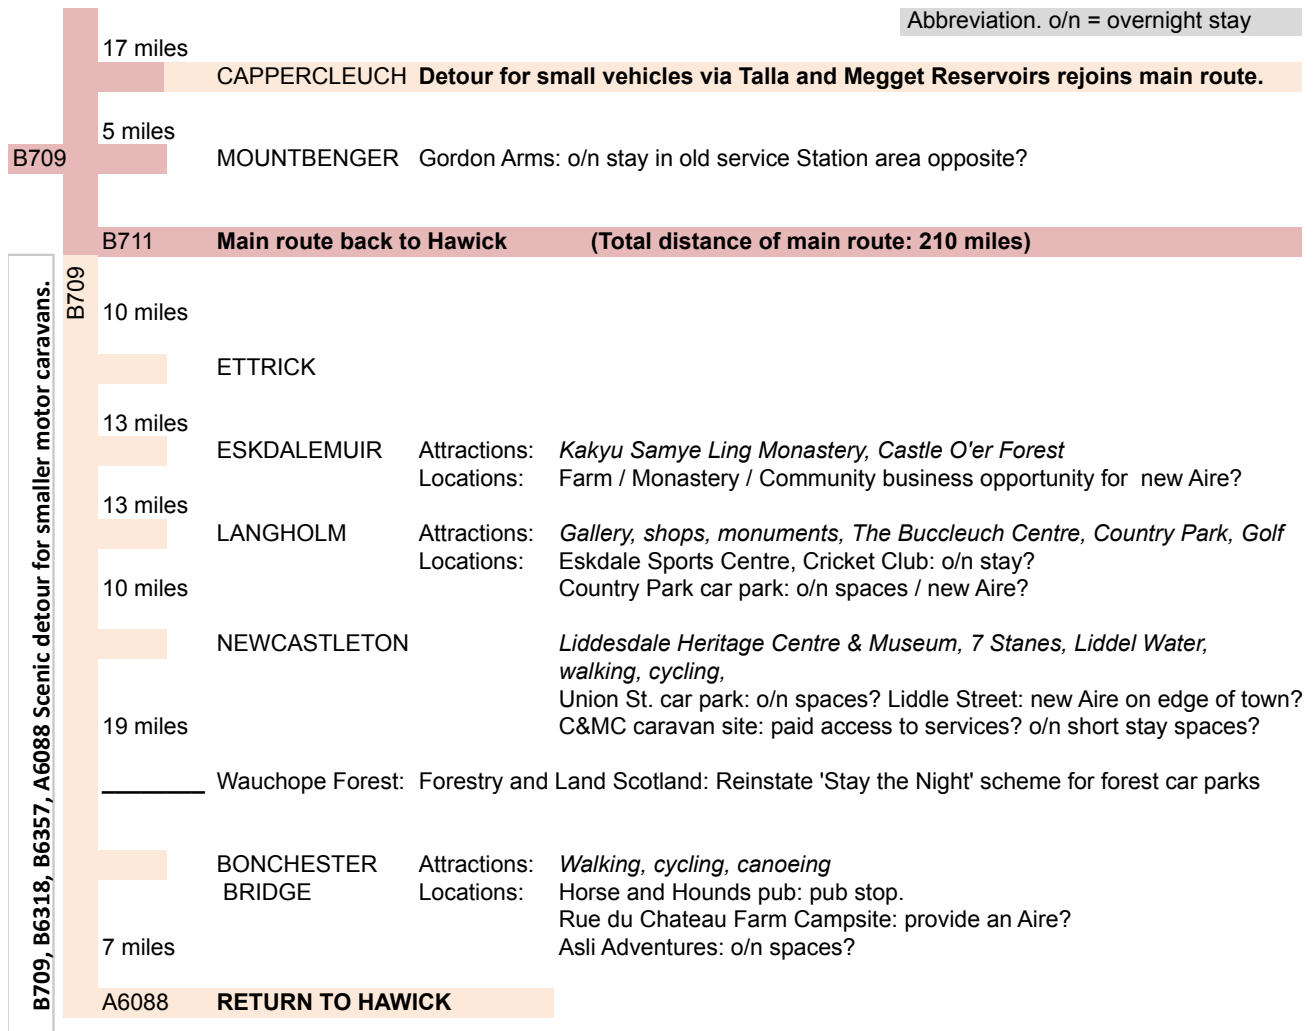 Abbreviation. o/n = overnight stay
17 miles
CAPPERCLEUCH Detour for small vehicles via Talla and Megget Reservoirs rejoins main route.
5 miles
B709 MOUNTBENGER Gordon Arms: o/n stay in old service Station area opposite?
B711 Main route back to Hawick (Total distance of main route: 210 miles)
B709, B6318, B6357, A6088 Scenic detour for smaller motor caravans.
B709
10 miles
ETTRICK
13 miles
ESKDALEMUIR Attractions: Kakyu Samye Ling Monastery, Castle O'er Forest
Locations: Farm / Monastery / Community business opportunity for new Aire?
13 miles
LANGHOLM Attractions: Gallery, shops, monuments, The Buccleuch Centre, Country Park, Golf
Locations: Eskdale Sports Centre, Cricket Club: o/n stay?
10 miles Country Park car park: o/n spaces / new Aire?
NEWCASTLETON Liddesdale Heritage Centre & Museum, 7 Stanes, Liddel Water,
walking, cycling,
Union St. car park: o/n spaces? Liddle Street: new Aire on edge of town?
19 miles C&MC caravan site: paid access to services? o/n short stay spaces?
Wauchope Forest: Forestry and Land Scotland: Reinstate 'Stay the Night' scheme for forest car parks
BONCHESTER Attractions: Walking, cycling, canoeing
BRIDGE Locations: Horse and Hounds pub: pub stop.
Rue du Chateau Farm Campsite: provide an Aire?
7 miles Asli Adventures: o/n spaces?
A6088 RETURN TO HAWICK